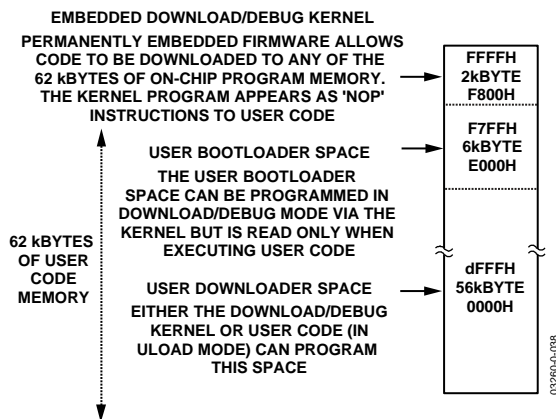 EMBEDDED DOWNLOAD/DEBUG KERNEL
PERMANENTLY EMBEDDED FIRMWARE ALLOWS
CODE TO BE DOWNLOADED TO ANY OF THE
62 kBYTES OF ON-CHIP PROGRAM MEMORY.
THE KERNEL PROGRAM APPEARS AS 'NOP'
INSTRUCTIONS TO USER CODE
FFFFH
2kBYTE
F800H
USER BOOTLOADER SPACE
THE USER BOOTLOADER
SPACE CAN BE PROGRAMMED IN
DOWNLOAD/DEBUG MODE VIA THE
KERNEL BUT IS READ ONLY WHEN
EXECUTING USER CODE
F7FFH
6kBYTE
E000H
62 kBYTES
OF USER
CODE
MEMORY
USER DOWNLOADER SPACE
EITHER THE DOWNLOAD/DEBUG
KERNEL OR USER CODE (IN
ULOAD MODE) CAN PROGRAM
THIS SPACE
dFFFH
56kBYTE
0000H
03260-0-038